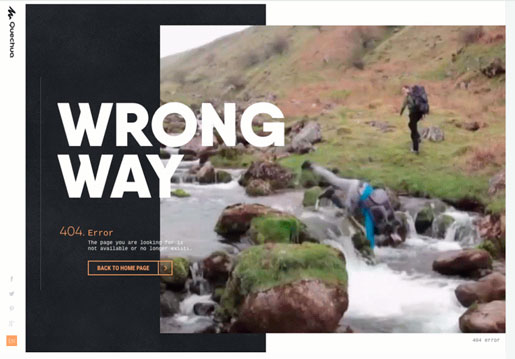 Quechua
WRONG
WAY
404. Error
The page you are looking for is
not available or no longer exists.
BACK TO HOME PAGE
EN
404 error